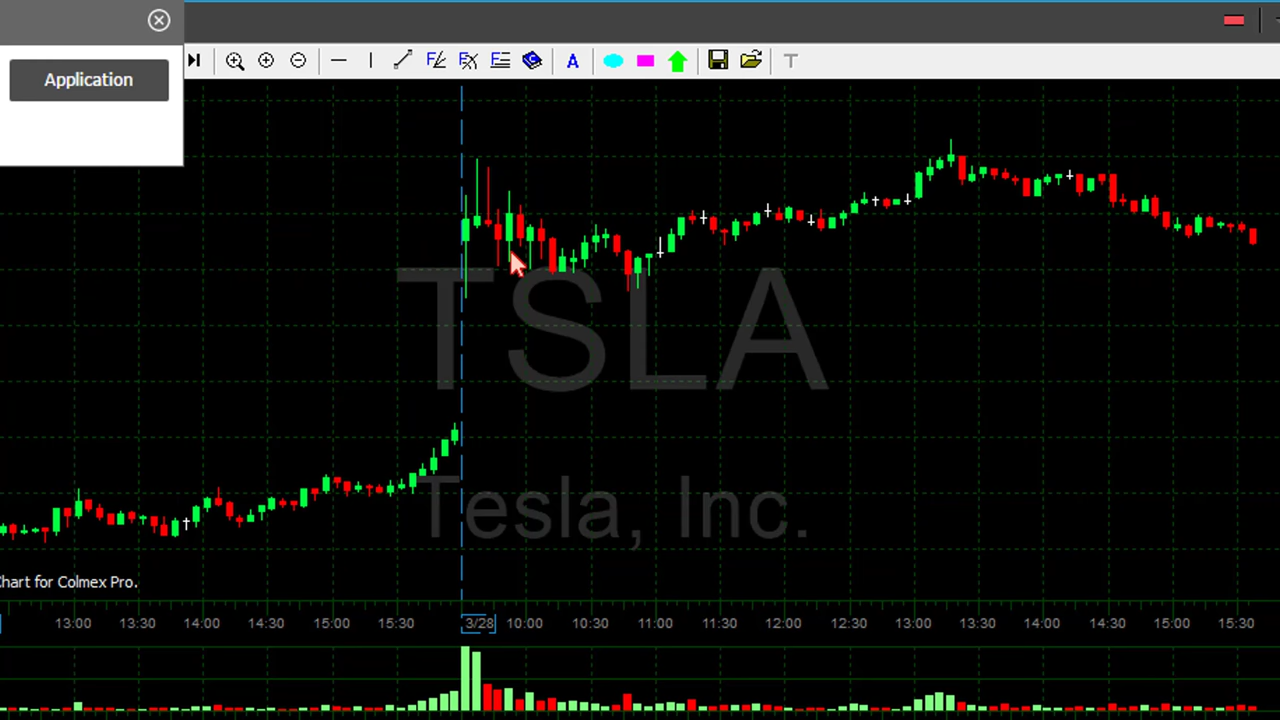 Application
A
T
TSLA
Tesla, Inc.
Chart for Colmex Pro.
13:00 13:30 14:00 14:30 15:00 15:30 3/28 10:00 10:30 11:00 11:30 12:00 12:30 13:00 13:30 14:00 14:30 15:00 15:30